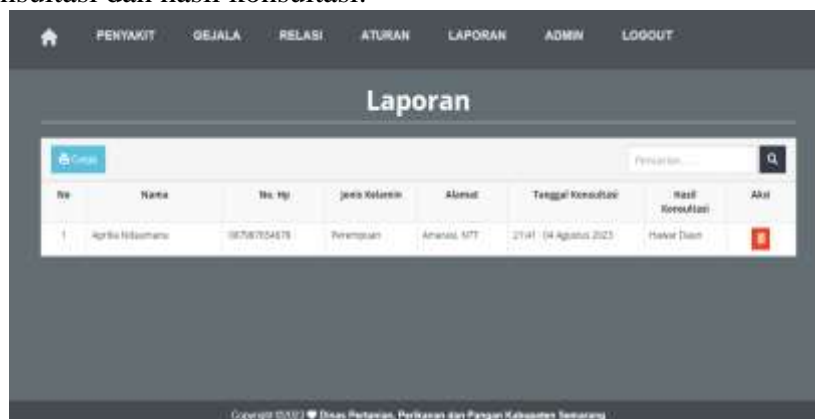 nsultasi dan hasil konsultasi.
PENYAKIT GEJALA RELASI ATURAN LAPORAN ADMIN LOGOUT
Laporan
Cetak
Pencarian.....
No Nama No. Hp Jenis Kelamin Alamat Tanggal Konsultasi Hasil Konsultasi Aksi
1 Aprilia Perempuan Amarasi, NTT 21:41 04 Agustus 2023 Hawar Daun
Copyright ©2023 Dinas Pertanian, Perikanan dan Pangan Kabupaten Semarang